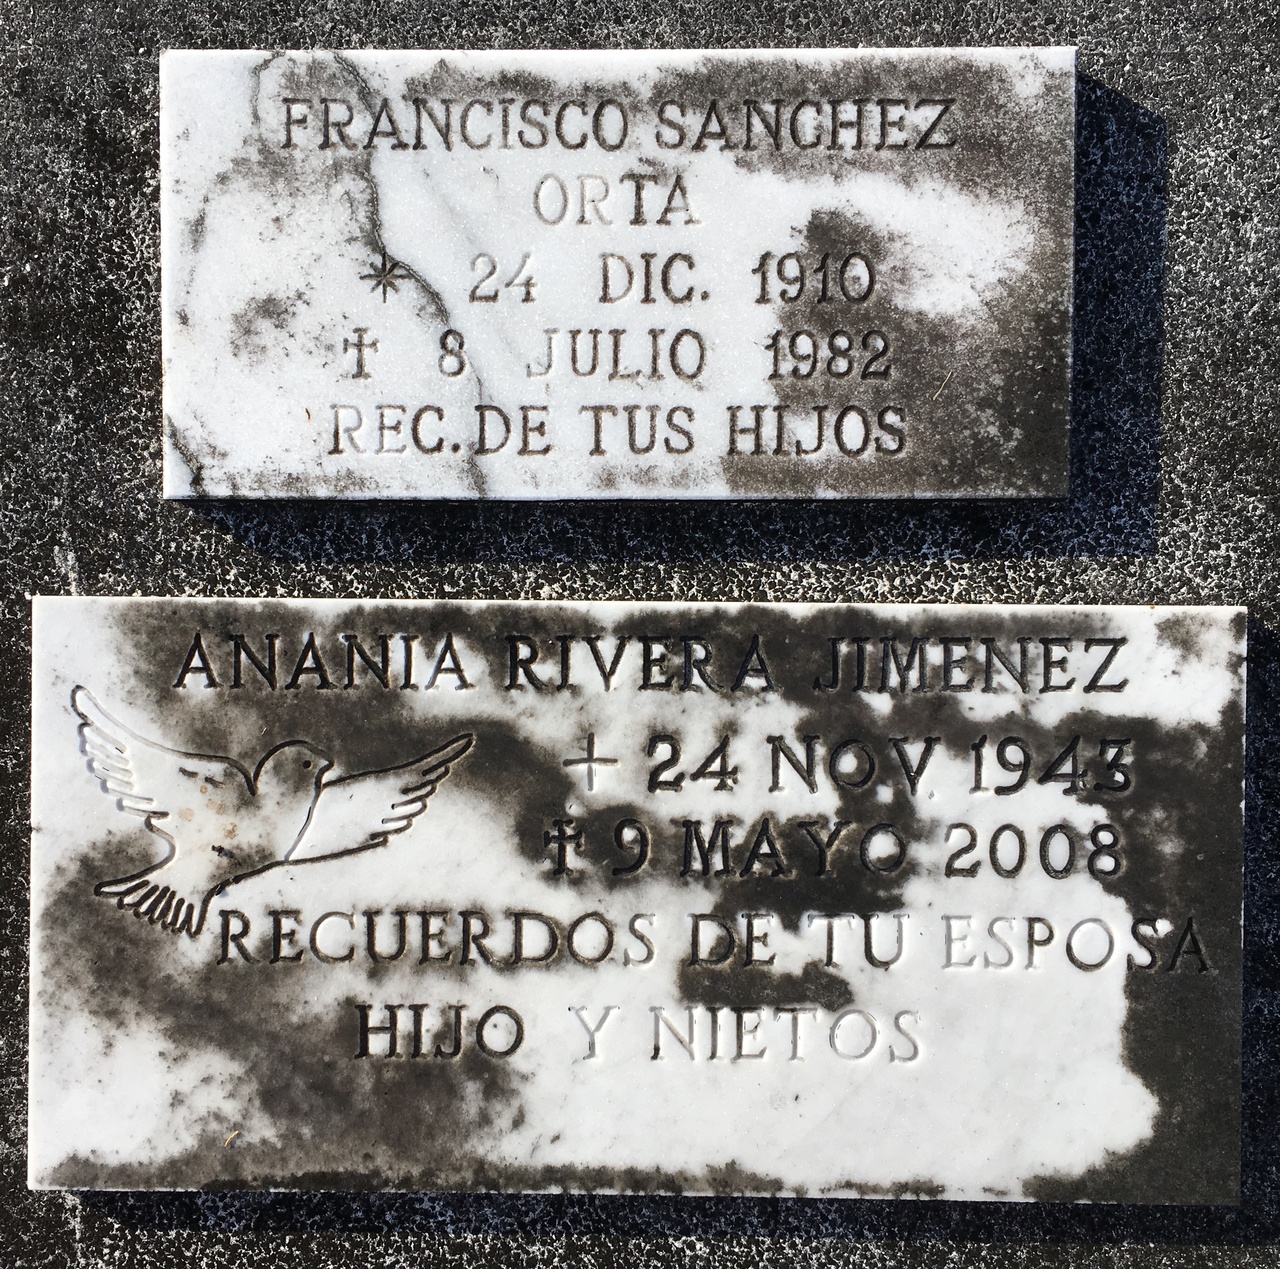 FRANCISCO SANCHEZ
ORTA
* 24 DIC. 1910
† 8 JULIO 1982
REC. DE TUS HIJOS
ANANIA RIVERA JIMENEZ
+ 24 NOV. 1943
† 9 MAYO 2008
RECUERDOS DE TU ESPOSA
HIJO Y NIETOS